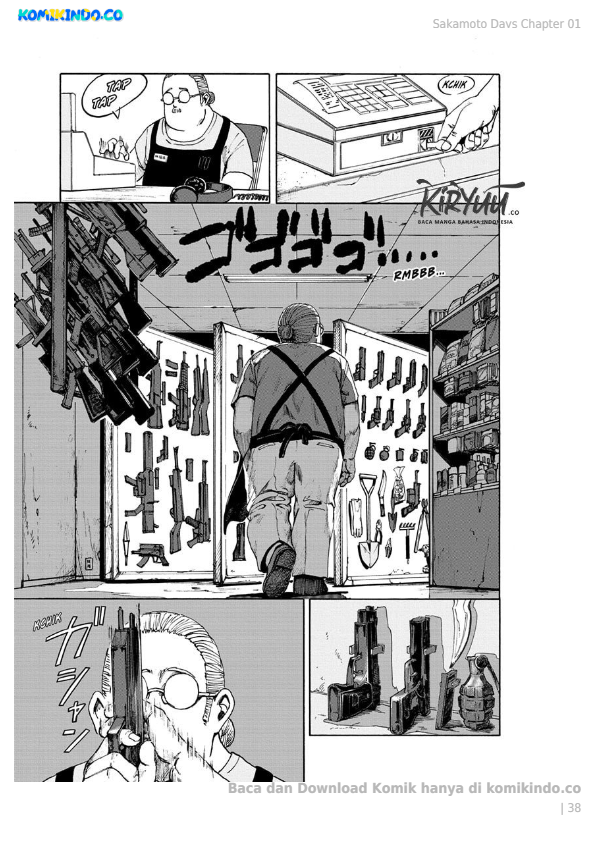 KOMIKINDO.CO
Sakamoto Days Chapter 01
TAP
TAP
KCHIK
KiRYUU.CO
BACA MANGA BAHASA INDONESIA
ゴゴゴゴ.....
RMBBB...
KCHIK
ガシャン
Baca dan Download Komik hanya di komikindo.co
| 38